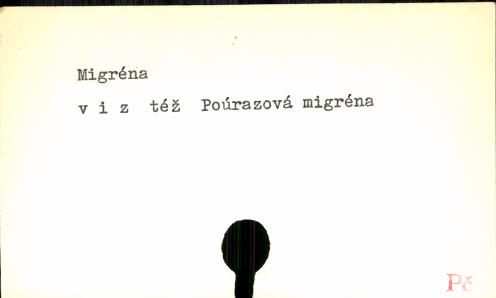 Migréna
v i z též Poúrazová migréna
Pč